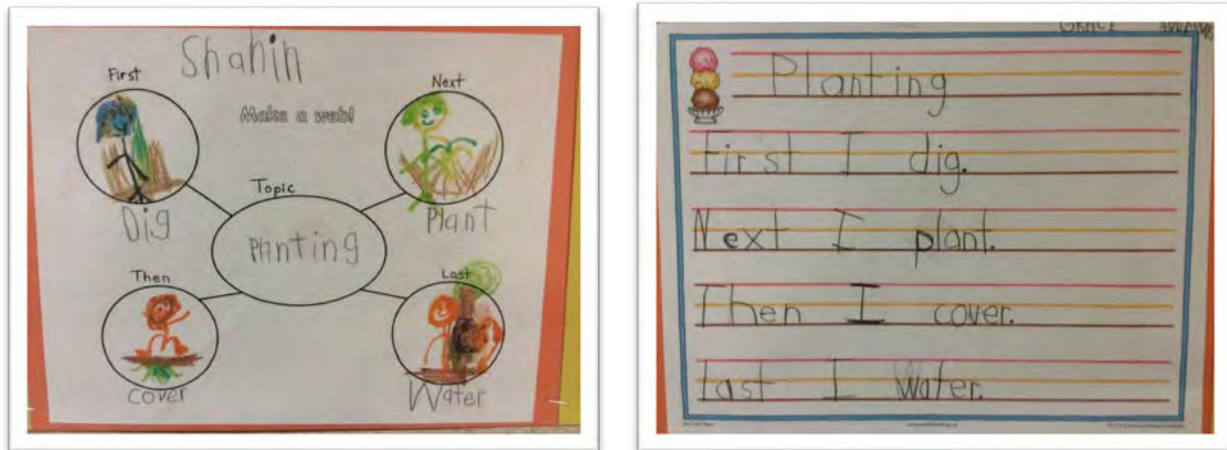 Shahin
First
Next
Make a web!
Dig
Plant
Topic
Planting
Then
Last
cover
Water
GRACE
Planting
First I dig.
Next I plant.
Then I cover.
Last I Water.